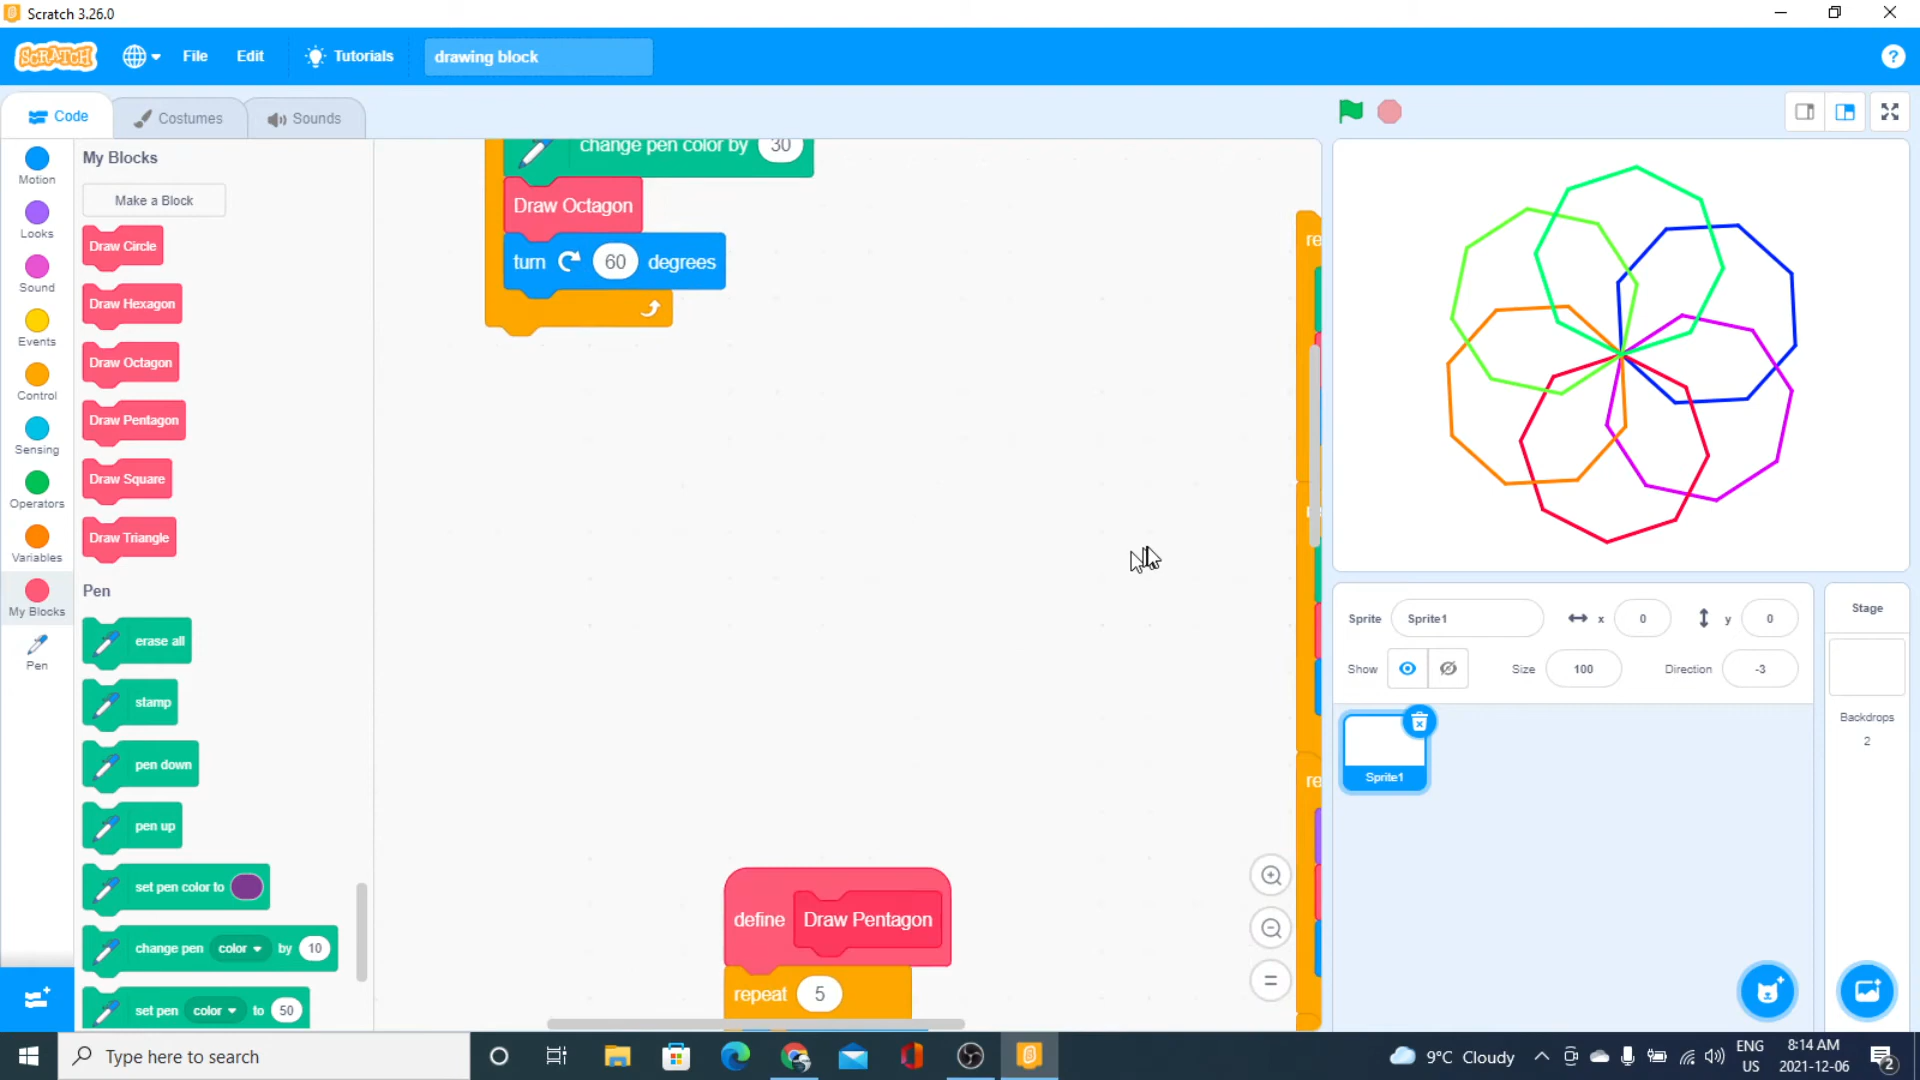 Scratch 3.26.0
SCRATCH
File
Edit
Tutorials
drawing block
?
Code
Costumes
Sounds
Motion
Looks
Sound
Events
Control
Sensing
Operators
Variables
My Blocks
Pen
My Blocks
Make a Block
Draw Circle
Draw Hexagon
Draw Octagon
Draw Pentagon
Draw Square
Draw Triangle
Pen
erase all
stamp
pen down
pen up
set pen color to
change pen color by 10
set pen color to 50
change pen color by 30
Draw Octagon
turn 60 degrees
define Draw Pentagon
repeat 5
re
re
Sprite Sprite1 x 0 y 0
Show Size 100 Direction -3
Sprite1
Stage
Backdrops
2
Type here to search
9°C Cloudy
ENG
US
8:14 AM
2021-12-06
2